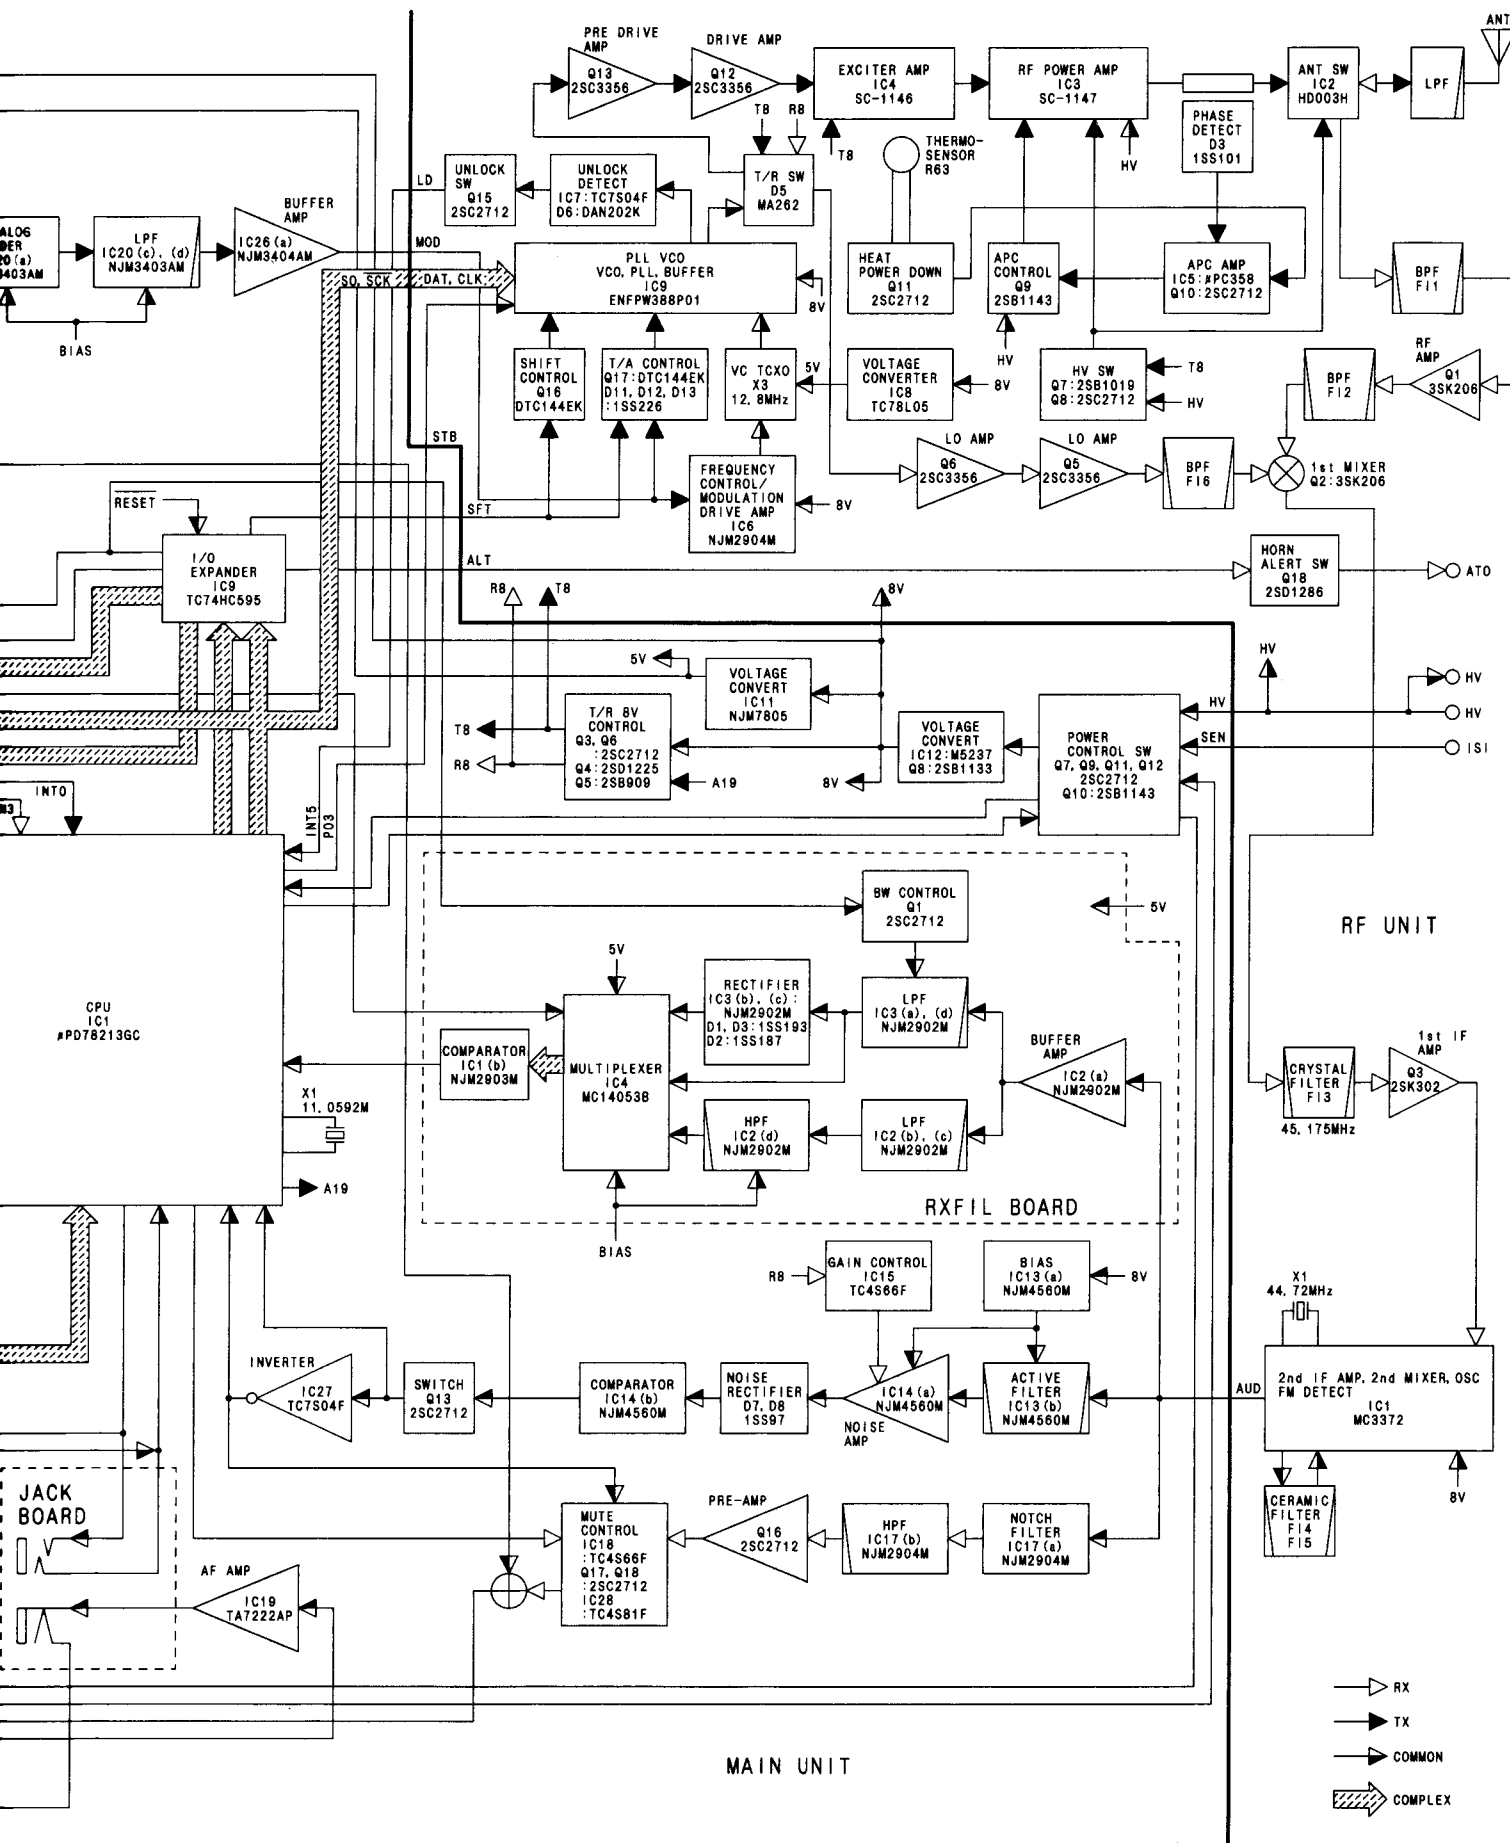 PRE DRIVE
AMP
Q13
2SC3356
DRIVE AMP
Q12
2SC3356
EXCITER AMP
IC4
SC-1146
RF POWER AMP
IC3
SC-1147
ANT SW
IC2
HD003H
LPF
ANT
T8
R8
T8
HV
PHASE
DETECT
D3
1SS101
THERMO-
SENSOR
R63
LD
UNLOCK
SW
Q15
2SC2712
UNLOCK
DETECT
IC7:TC7S04F
D6:DAN202K
T/R SW
D5
MA262
BUFFER
AMP
IC26(a)
NJM3404AM
LPF
IC20(c), (d)
NJM3403AM
BIAS
MOD
SO, SCK
DAT, CLK
PLL VCO
VCO, PLL, BUFFER
IC9
ENFPW388P01
8V
HEAT
POWER DOWN
Q11
2SC2712
APC
CONTROL
Q9
2SB1143
APC AMP
IC5:µPC358
Q10:2SC2712
BPF
FI1
HV
SHIFT
CONTROL
Q16
DTC144EK
T/A CONTROL
Q17:DTC144EK
D11, D12, D13
:1SS226
VC TCXO
X3
12.8MHz
5V
VOLTAGE
CONVERTER
IC8
TC78L05
8V
HV SW
Q7:2SB1019
Q8:2SC2712
T8
HV
BPF
FI2
RF
AMP
Q1
3SK206
STB
FREQUENCY
CONTROL/
MODULATION
DRIVE AMP
IC6
NJM2904M
8V
LO AMP
Q6
2SC3356
LO AMP
Q5
2SC3356
BPF
FI6
1st MIXER
Q2:3SK206
RESET
SFT
I/O
EXPANDER
IC9
TC74HC595
ALT
HORN
ALERT SW
Q18
2SD1286
ATO
R8
T8
8V
5V
VOLTAGE
CONVERT
IC11
NJM7805
HV
HV
HV
HV
T8
R8
T/R 8V
CONTROL
Q3, Q6
:2SC2712
Q4:2SD1225
Q5:2SB909
A19
8V
VOLTAGE
CONVERT
IC12:M5237
Q8:2SB1133
POWER
CONTROL SW
Q7, Q9, Q11, Q12
2SC2712
Q10:2SB1143
SEN
ISI
INT0
INT5
P03
CPU
IC1
µPD78213GC
X1
11.0592M
A19
BW CONTROL
Q1
2SC2712
5V
RF UNIT
5V
MULTIPLEXER
IC4
MC14053B
RECTIFIER
IC3(b), (c):
NJM2902M
D1, D3:1SS193
D2:1SS187
LPF
IC3(a), (d)
NJM2902M
BUFFER
AMP
IC2(a)
NJM2902M
COMPARATOR
IC1(b)
NJM2903M
HPF
IC2(d)
NJM2902M
LPF
IC2(b), (c)
NJM2902M
CRYSTAL
FILTER
FI3
45.175MHz
1st IF
AMP
Q3
2SK302
RXFIL BOARD
BIAS
R8
GAIN CONTROL
IC15
TC4S66F
BIAS
IC13(a)
NJM4560M
8V
X1
44.72MHz
INVERTER
IC27
TC7S04F
SWITCH
Q13
2SC2712
COMPARATOR
IC14(b)
NJM4560M
NOISE
RECTIFIER
D7, D8
1SS97
IC14(a)
NJM4560M
NOISE
AMP
ACTIVE
FILTER
IC13(b)
NJM4560M
AUD
2nd IF AMP, 2nd MIXER, OSC
FM DETECT
IC1
MC3372
8V
CERAMIC
FILTER
FI4
FI5
JACK
BOARD
MUTE
CONTROL
IC18
:TC4S66F
Q17, Q18
:2SC2712
IC28
:TC4S81F
PRE-AMP
Q16
2SC2712
HPF
IC17(b)
NJM2904M
NOTCH
FILTER
IC17(a)
NJM2904M
AF AMP
IC19
TA7222AP
MAIN UNIT
RX
TX
COMMON
COMPLEX